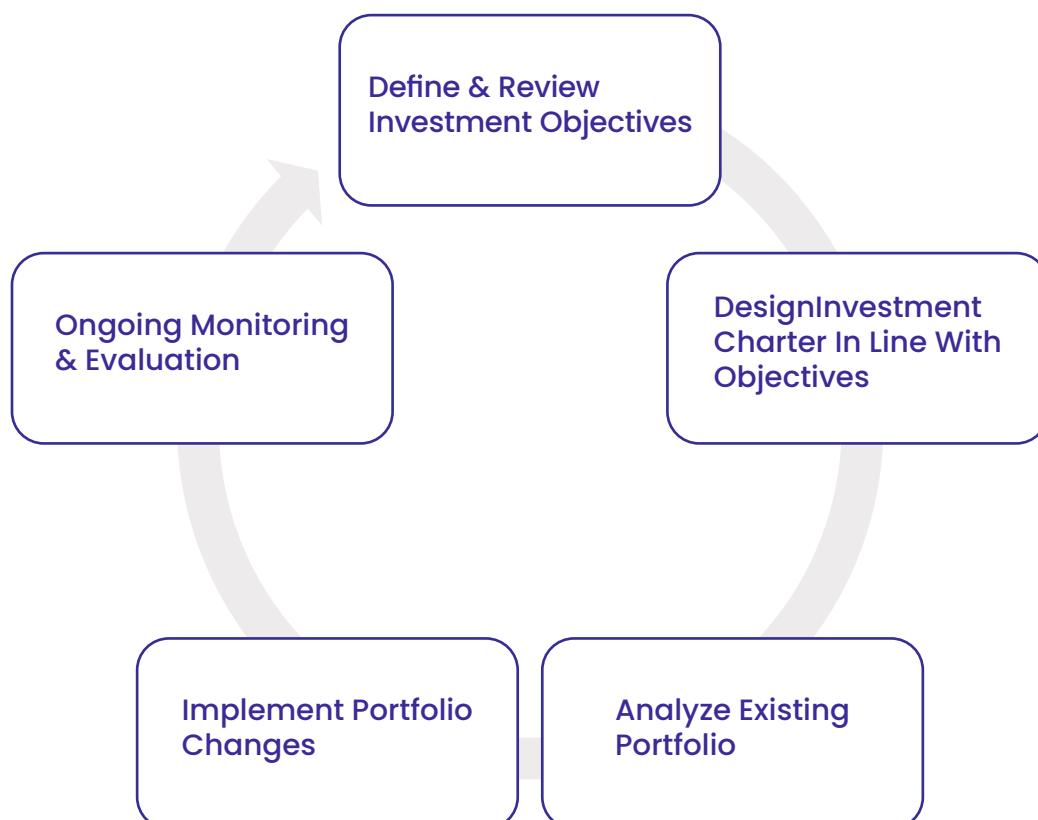 Define & Review
Investment Objectives
DesignInvestment
Charter In Line With
Objectives
Analyze Existing
Portfolio
Implement Portfolio
Changes
Ongoing Monitoring
& Evaluation